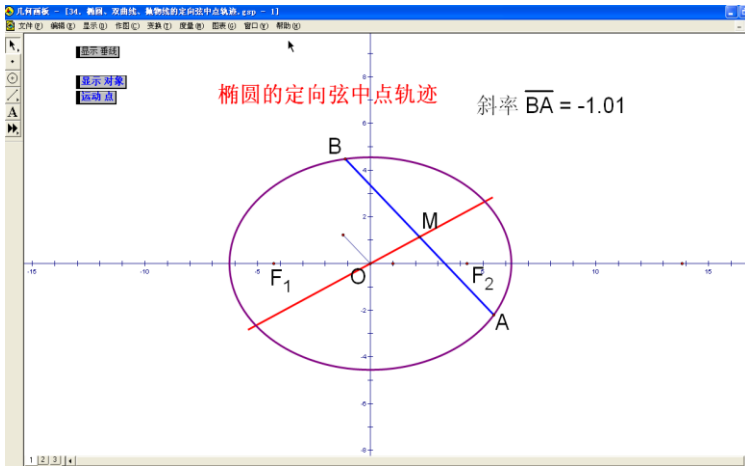 几何画板 - [34. 椭圆、双曲线、抛物线的定向弦中点轨迹.gsp - 1]
文件(F) 编辑(E) 显示(D) 作图(C) 变换(T) 度量(M) 图表(G) 窗口(W) 帮助(H)
显示垂线
显示对象
运动点
椭圆的定向弦中点轨迹
斜率 BA = -1.01
8
6
B
4
2
M
-15
-10
-5
F1
O
F2
5
10
15
-2
A
-4
-6
-8
1 2 3